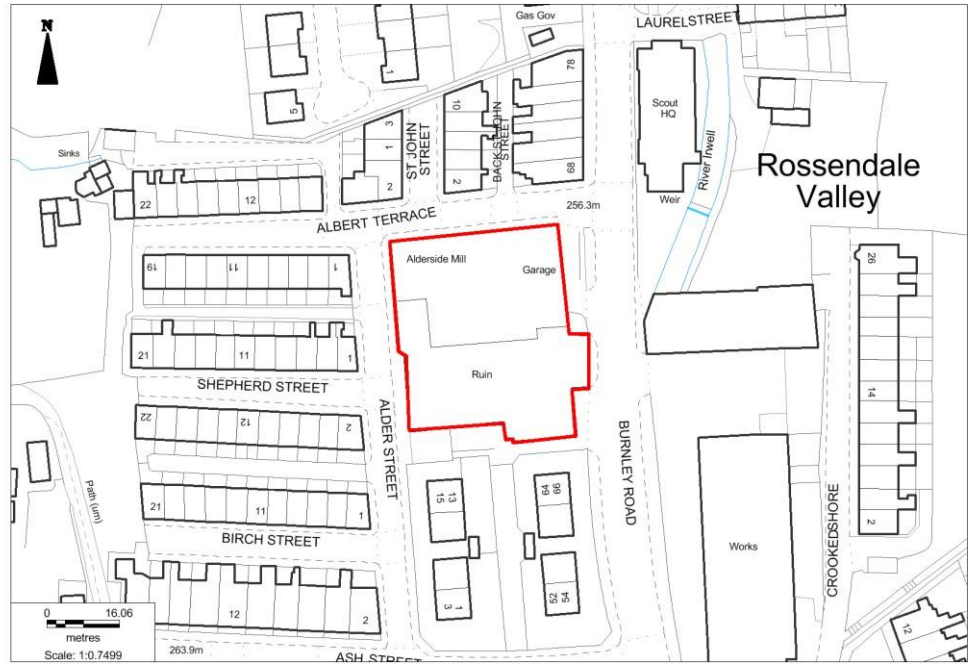 N
Gas Gov
LAURELSTREET
78
1
5
10
3
1
2
ST JOHN
STREET
2
BACK ST JOHN
STREET
68
Scout
HQ
River Irwell
Weir
Rossendale
Valley
Sinks
22
12
ALBERT TERRACE
256.3m
19
11
1
Alderside Mill
Garage
26
21
11
1
SHEPHERD STREET
Ruin
14
22
12
2
ALDER STREET
BURNLEY ROAD
21
11
1
BIRCH STREET
Path (um)
13
15
66
64
Works
CROOKEDSHORE
2
1
3
54
52
12
2
12
0
16.06
metres
Scale: 1:0.7499
263.9m
ASH STREET